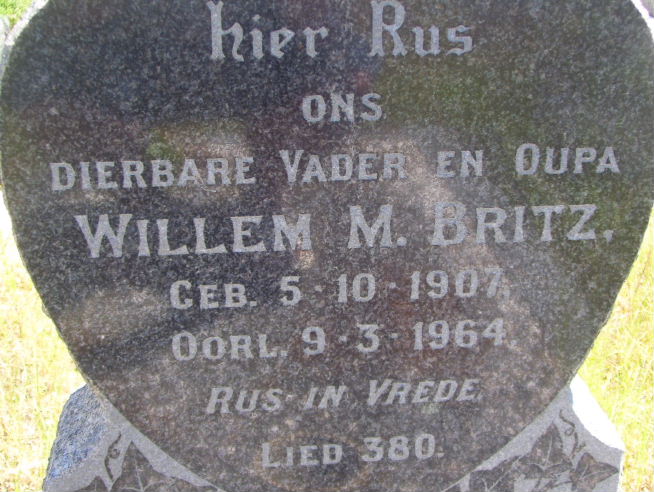 hier Rus
ONS
DIERBARE VADER EN OUPA
WILLEM M. BRITZ.
GEB. 5-10-1907.
OORL. 9-3-1964.
RUS IN VREDE.
LIED 380.